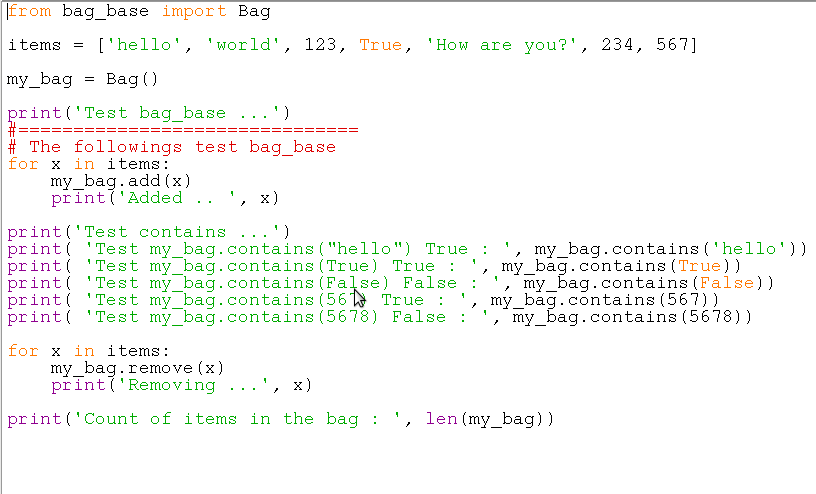 from bag_base import Bag
items = ['hello', 'world', 123, True, 'How are you?', 234, 567]
my_bag = Bag()
print('Test bag_base ...')
#===============================
# The followings test bag_base
for x in items:
    my_bag.add(x)
    print('Added .. ', x)
print('Test contains ...')
print( 'Test my_bag.contains("hello") True : ', my_bag.contains('hello'))
print( 'Test my_bag.contains(True) True : ', my_bag.contains(True))
print( 'Test my_bag.contains(False) False : ', my_bag.contains(False))
print( 'Test my_bag.contains(567) True : ', my_bag.contains(567))
print( 'Test my_bag.contains(5678) False : ', my_bag.contains(5678))
for x in items:
    my_bag.remove(x)
    print('Removing ...', x)
print('Count of items in the bag : ', len(my_bag))